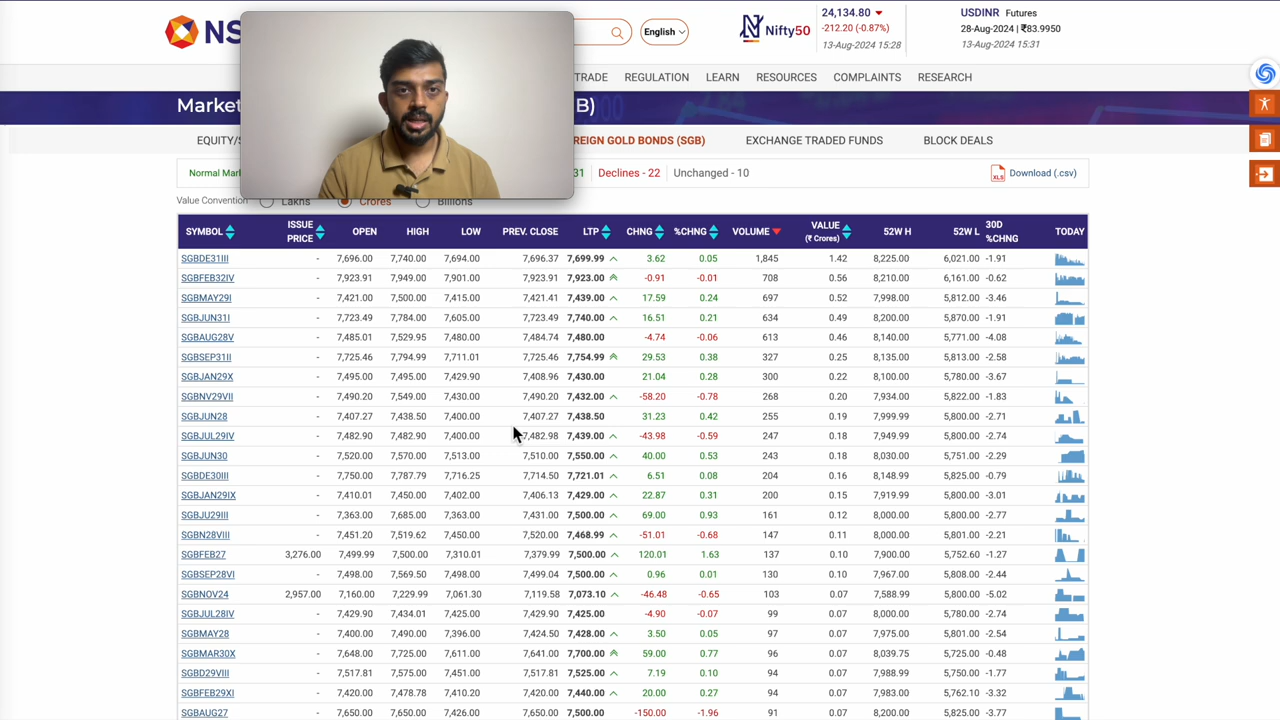 NS
English
Nifty50
24,134.80
-212.20 (-0.87%)
13-Aug-2024 15:28
USDINR Futures
28-Aug-2024 | ₹83.9950
13-Aug-2024 15:31
TRADE REGULATION LEARN RESOURCES COMPLAINTS RESEARCH
Market B)
EQUITY/S REIGN GOLD BONDS (SGB) EXCHANGE TRADED FUNDS BLOCK DEALS
Normal Mark 31 Declines - 22 Unchanged - 10 Download (.csv)
Value Convention Lakhs Crores Billions
SYMBOL ISSUE PRICE OPEN HIGH LOW PREV. CLOSE LTP CHNG %CHNG VOLUME VALUE (₹ Crores) 52W H 52W L 30D %CHNG TODAY
SGBDE31III - 7,696.00 7,740.00 7,694.00 7,696.37 7,699.99 3.62 0.05 1,845 1.42 8,225.00 6,021.00 -1.91
SGBFEB32IV - 7,923.91 7,949.00 7,901.00 7,923.91 7,923.00 -0.91 -0.01 708 0.56 8,210.00 6,161.00 -0.62
SGBMAY29I - 7,421.00 7,500.00 7,415.00 7,421.41 7,439.00 17.59 0.24 697 0.52 7,998.00 5,812.00 -3.46
SGBJUN31I - 7,723.49 7,784.00 7,605.00 7,723.49 7,740.00 16.51 0.21 634 0.49 8,200.00 5,870.00 -1.91
SGBAUG28V - 7,485.01 7,529.95 7,480.00 7,484.74 7,480.00 -4.74 -0.06 613 0.46 8,140.00 5,771.00 -4.08
SGBSEP31II - 7,725.46 7,794.99 7,711.01 7,725.46 7,754.99 29.53 0.38 327 0.25 8,135.00 5,813.00 -2.58
SGBJAN29X - 7,495.00 7,495.00 7,429.90 7,408.96 7,430.00 21.04 0.28 300 0.22 8,100.00 5,780.00 -3.67
SGBNV29VII - 7,490.20 7,549.00 7,430.00 7,490.20 7,432.00 -58.20 -0.78 268 0.20 7,934.00 5,822.00 -1.83
SGBJUN28 - 7,407.27 7,438.50 7,400.00 7,407.27 7,438.50 31.23 0.42 255 0.19 7,999.99 5,800.00 -2.71
SGBJUL29IV - 7,482.90 7,482.90 7,400.00 7,482.98 7,439.00 -43.98 -0.59 247 0.18 7,949.99 5,800.00 -2.74
SGBJUN30 - 7,520.00 7,570.00 7,513.00 7,510.00 7,550.00 40.00 0.53 243 0.18 8,030.00 5,751.00 -2.29
SGBDE30III - 7,750.00 7,787.79 7,716.25 7,714.50 7,721.01 6.51 0.08 204 0.16 8,148.99 5,825.00 -0.79
SGBJAN29IX - 7,410.01 7,450.00 7,402.00 7,406.13 7,429.00 22.87 0.31 200 0.15 7,919.99 5,800.00 -3.01
SGBJU29III - 7,363.00 7,685.00 7,363.00 7,431.00 7,500.00 69.00 0.93 161 0.12 8,000.00 5,800.00 -2.77
SGBN28VIII - 7,451.20 7,519.62 7,450.00 7,520.00 7,468.99 -51.01 -0.68 147 0.11 8,000.00 5,801.00 -2.21
SGBFEB27 3,276.00 7,499.99 7,500.00 7,310.01 7,379.99 7,500.00 120.01 1.63 137 0.10 7,900.00 5,752.60 -1.27
SGBSEP28VI - 7,498.00 7,569.50 7,498.00 7,499.04 7,500.00 0.96 0.01 130 0.10 7,967.00 5,808.00 -2.44
SGBNOV24 2,957.00 7,160.00 7,229.99 7,061.30 7,119.58 7,073.10 -46.48 -0.65 103 0.07 7,588.99 5,800.00 -5.02
SGBJUL28IV - 7,429.90 7,434.01 7,425.00 7,429.90 7,425.00 -4.90 -0.07 99 0.07 8,000.00 5,780.00 -2.74
SGBMAY28 - 7,400.00 7,490.00 7,396.00 7,424.50 7,428.00 3.50 0.05 97 0.07 7,975.00 5,801.00 -2.54
SGBMAR30X - 7,648.00 7,725.00 7,611.00 7,641.00 7,700.00 59.00 0.77 96 0.07 8,039.75 5,725.00 -0.48
SGBD29VIII - 7,517.81 7,575.00 7,451.00 7,517.81 7,525.00 7.19 0.10 94 0.07 7,988.99 5,750.00 -1.77
SGBFEB29XI - 7,420.00 7,478.78 7,410.20 7,420.00 7,440.00 20.00 0.27 94 0.07 7,983.00 5,762.10 -3.32
SGBAUG27 - 7,650.00 7,650.00 7,426.00 7,650.00 7,500.00 -150.00 -1.96 91 0.07 8,200.00 5,825.00 -3.77